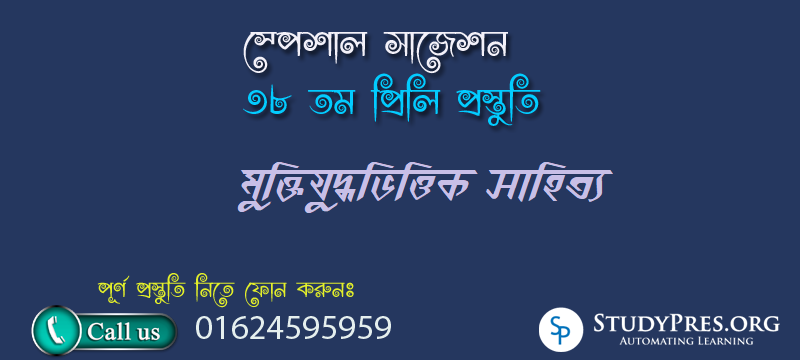 স্পেশাল সাজেশন
৩৮ তম প্রিলি প্রস্তুতি
মুক্তিযুদ্ধভিত্তিক সাহিত্য
পূর্ণ প্রস্তুতি নিতে ফোন করুনঃ
Call us 01624595959
SP STUDYPRES.ORG
AUTOMATING LEARNING